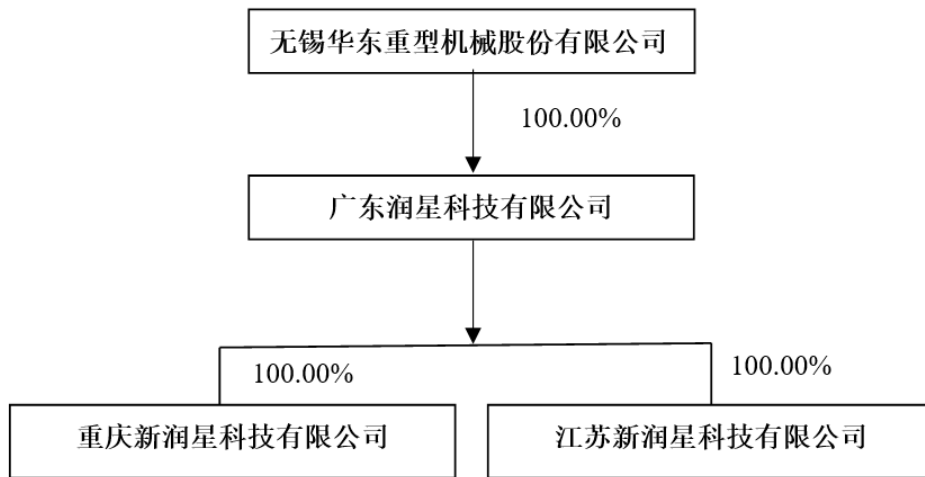 无锡华东重型机械股份有限公司
100.00%
广东润星科技有限公司
100.00%
100.00%
重庆新润星科技有限公司
江苏新润星科技有限公司